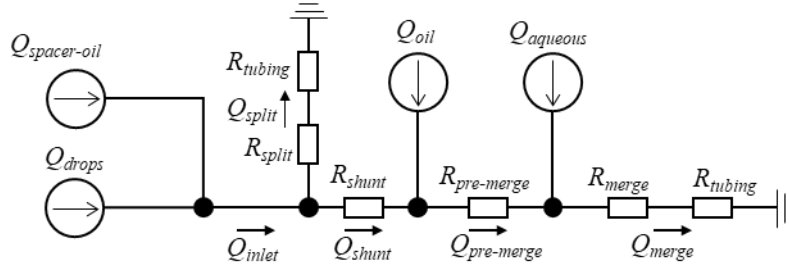 Q_spacer-oil
Q_drops
Q_inlet
R_tubing
Q_split
R_split
R_shunt
Q_shunt
Q_oil
R_pre-merge
Q_pre-merge
Q_aqueous
R_merge
R_tubing
Q_merge